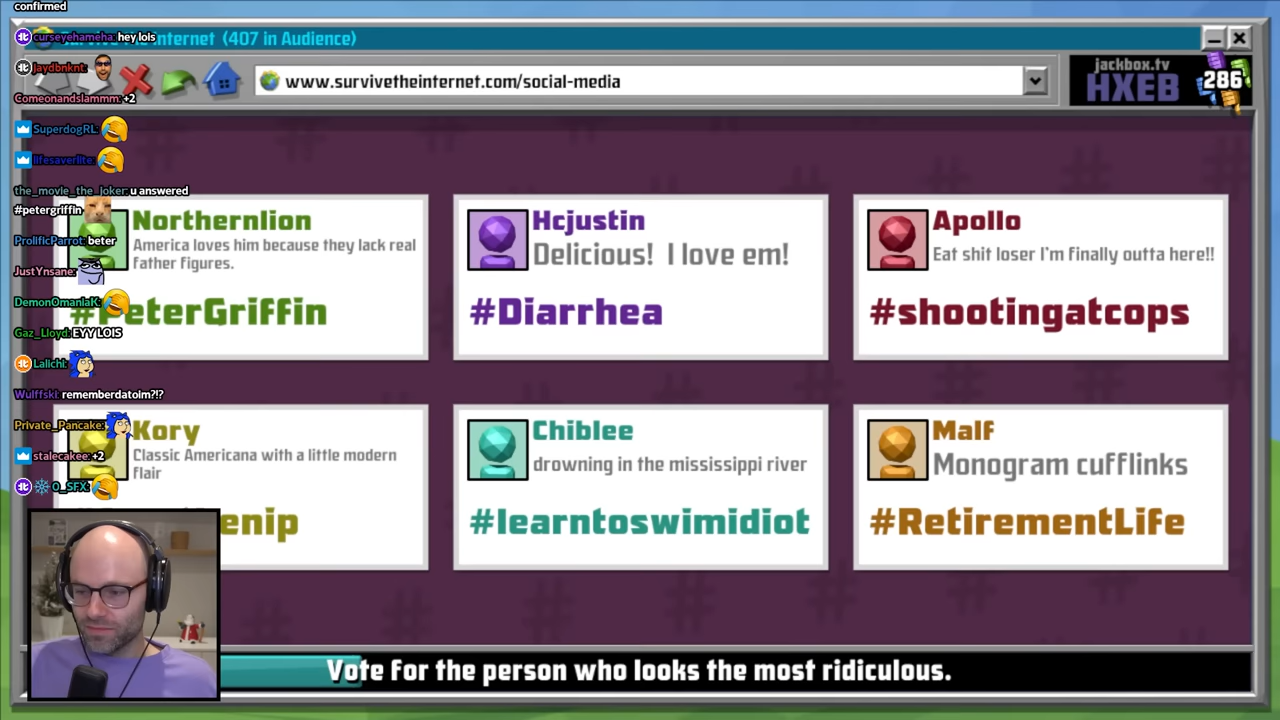 confirmed
curseyehameha: hey lois
Internet (407 in Audience)
jaydbnknt:
Comeonandslammm: +2
www.survivetheinternet.com/social-media
jackbox.tv
HXEB
286
SuperdogRL:
lifesaverlite:
the_movie_the_joker: u answered
#petergriffin
ProlificParrot: beter
JustYnsane:
DemonOmaniaK:
Gaz_Lloyd: EYY LOIS
Lalichi:
Wulffski: rememberdatoim?!?
Private_Pancake:
stalecakee: +2
O_SFX:
Northernlion
America loves him because they lack real
father figures.
#PeterGriffin
Hcjustin
Delicious! I love em!
#Diarrhea
Apollo
Eat shit loser I'm finally outta here!!
#shootingatcops
Kory
Classic Americana with a little modern
flair
enip
Chiblee
drowning in the mississippi river
#learntoswimidiot
Malf
Monogram cufflinks
#RetirementLife
Vote for the person who looks the most ridiculous.